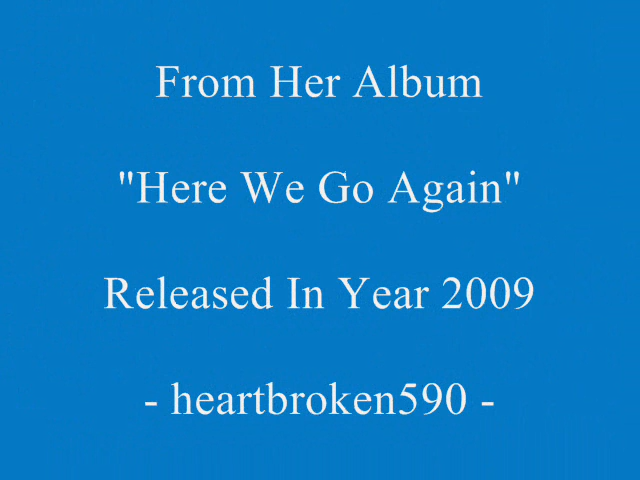 From Her Album
"Here We Go Again"
Released In Year 2009
- heartbroken590 -